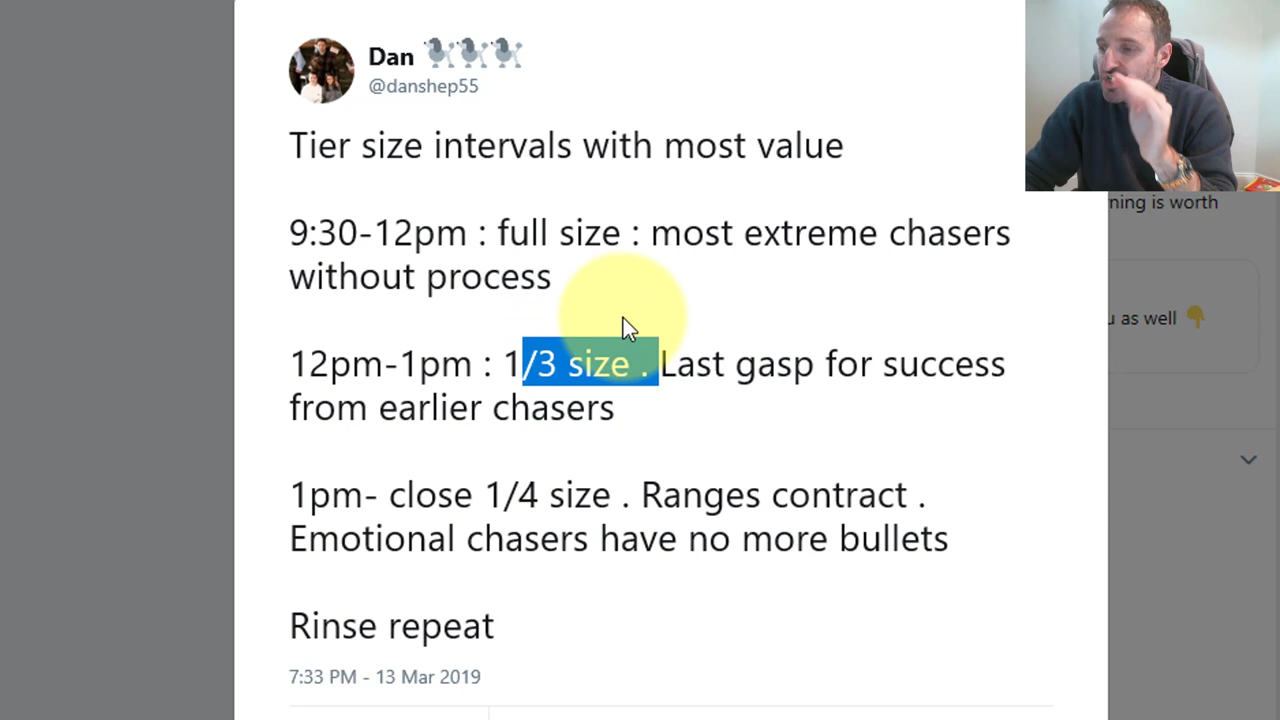 Dan
@danshep55
Tier size intervals with most value
9:30-12pm : full size : most extreme chasers
without process
12pm-1pm : 1/3 size . Last gasp for success
from earlier chasers
1pm- close 1/4 size . Ranges contract .
Emotional chasers have no more bullets
Rinse repeat
7:33 PM - 13 Mar 2019
is worth
as well